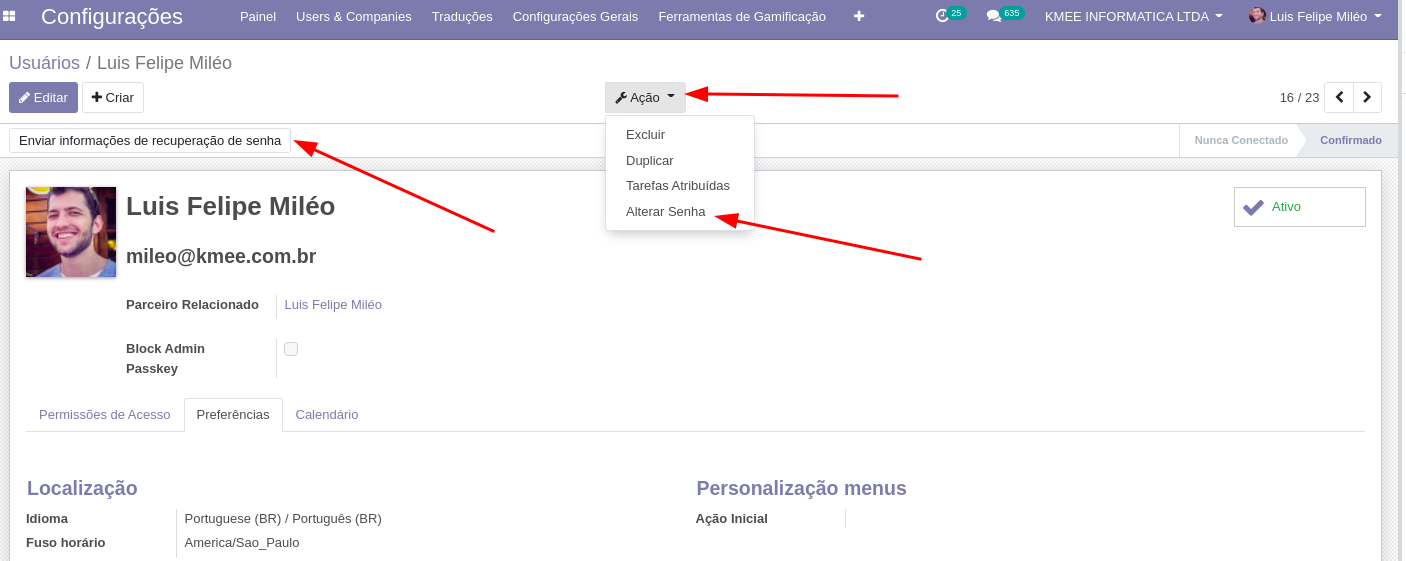 Configurações Painel Users & Companies Traduções Configurações Gerais Ferramentas de Gamificação 25 635 KMEE INFORMATICA LTDA Luis Felipe Miléo
Usuários / Luis Felipe Miléo
Editar Criar Ação 16 / 23
Enviar informações de recuperação de senha Nunca Conectado Confirmado
Excluir
Duplicar
Tarefas Atribuídas
Alterar Senha
Luis Felipe Miléo
Ativo
mileo@kmee.com.br
Parceiro Relacionado Luis Felipe Miléo
Block Admin
Passkey
Permissões de Acesso Preferências Calendário
Localização
Idioma Portuguese (BR) / Português (BR)
Fuso horário America/Sao_Paulo
Personalização menus
Ação Inicial